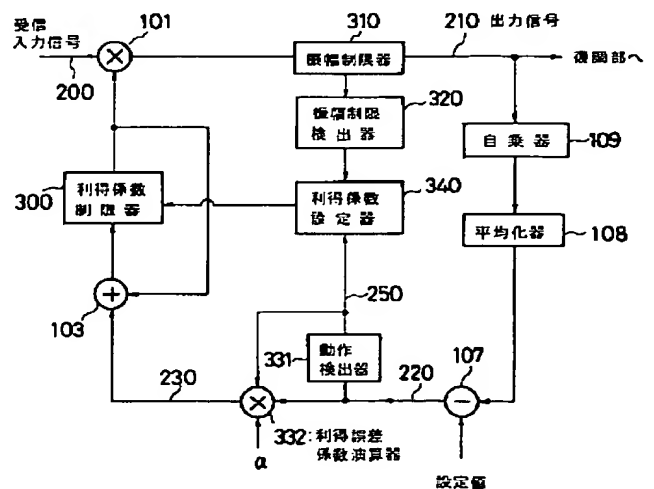 受信
入力信号
101
310
210
出力信号
振幅制限器
機関部へ
200
320
振幅制限
検出器
自乗器
109
300
利得係数
制限器
利得係数
設定器
340
平均化器
108
103
250
331
動作
検出器
107
230
220
332:利得誤差
係数演算器
α
設定値